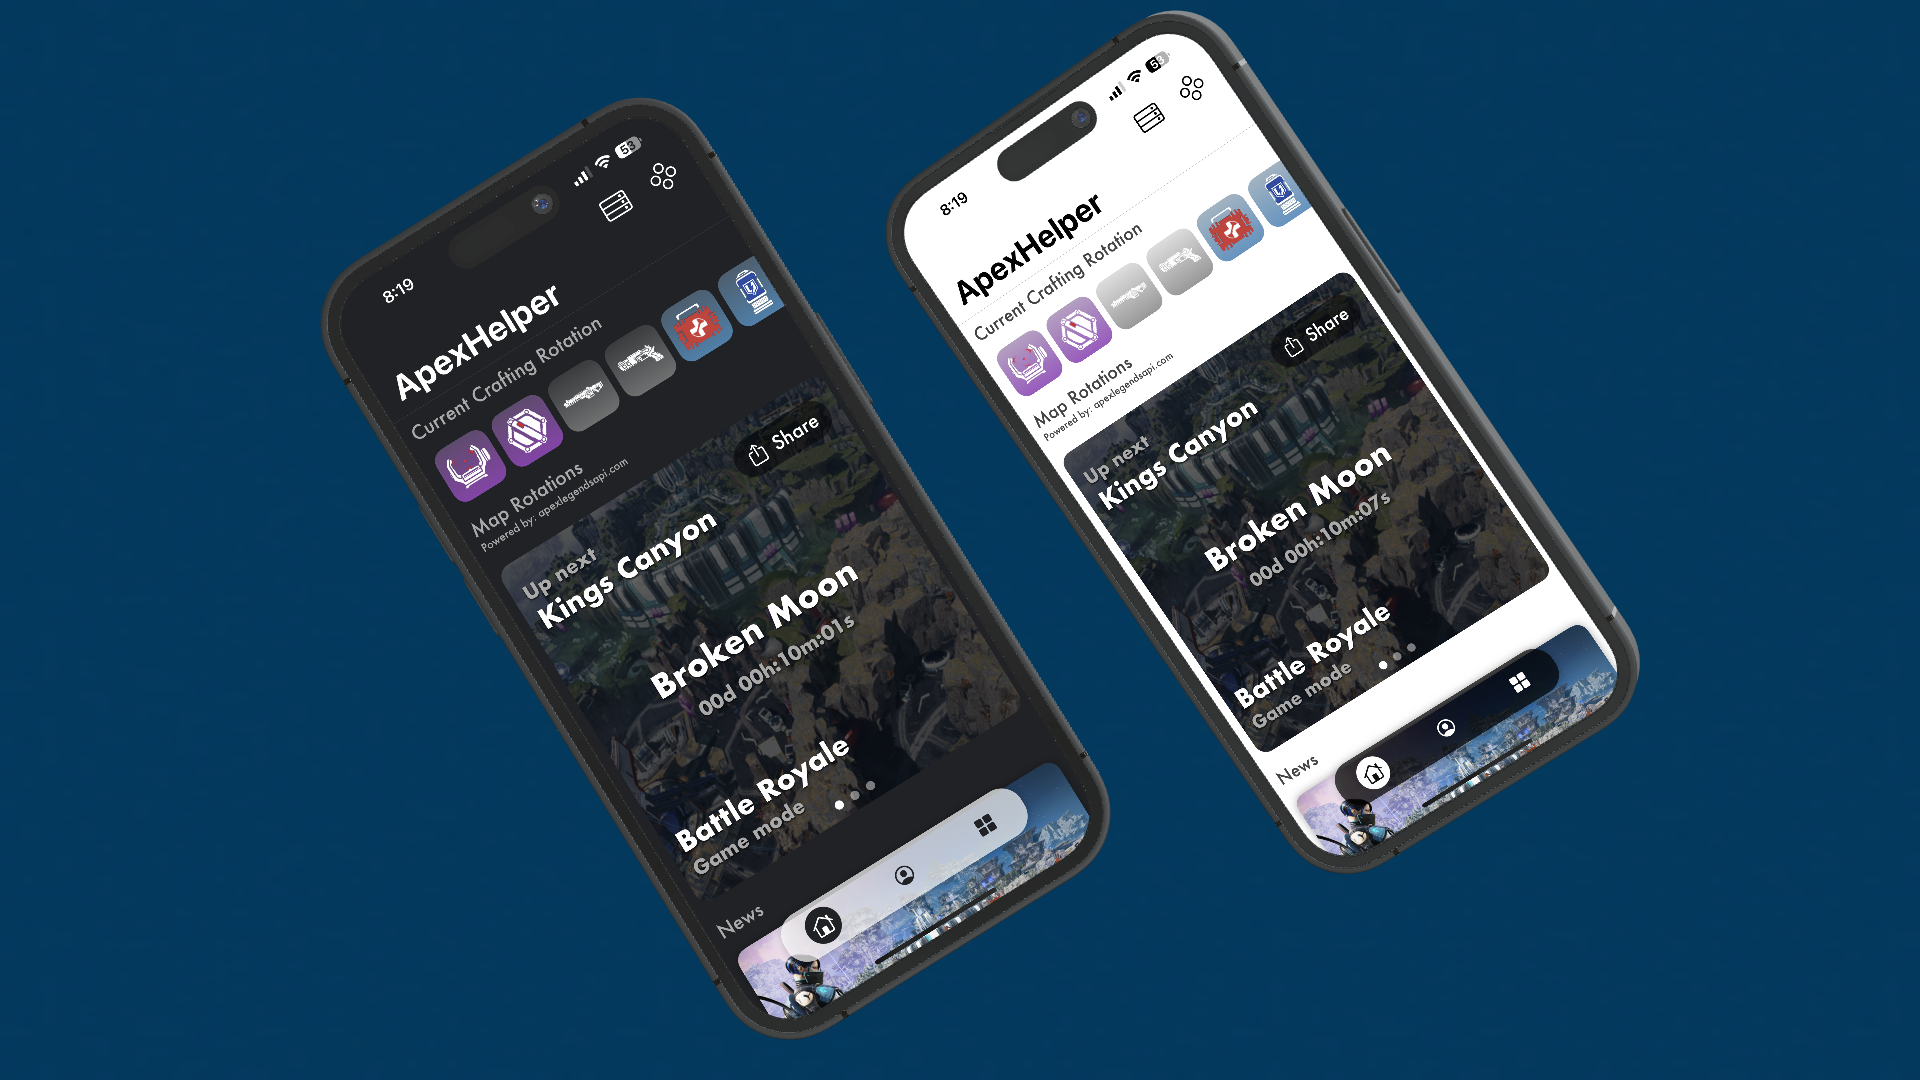 8:19
53
ApexHelper
Current Crafting Rotation
Map Rotations
Powered by: apexlegendsapi.com
Share
Up next
Kings Canyon
Broken Moon
00d 00h:10m:01s
Battle Royale
Game mode
News
8:19
53
ApexHelper
Current Crafting Rotation
Map Rotations
Powered by: apexlegendsapi.com
Share
Up next
Kings Canyon
Broken Moon
00d 00h:10m:07s
Battle Royale
Game mode
News